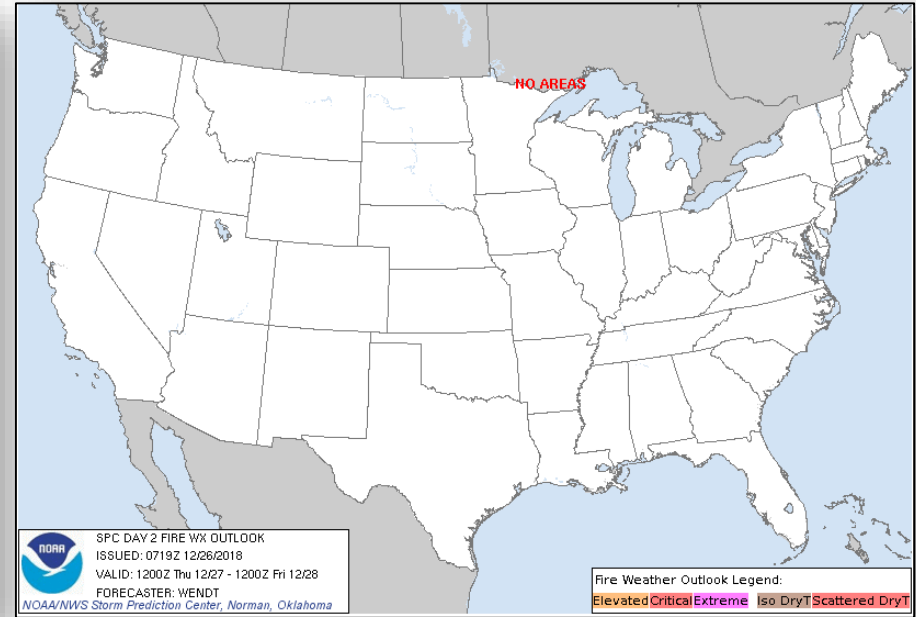 NO AREAS
NOAA
SPC DAY 2 FIRE WX OUTLOOK
ISSUED: 0719Z 12/26/2018
VALID: 1200Z Thu 12/27 - 1200Z Fri 12/28
FORECASTER: WENDT
NOAA/NWS Storm Prediction Center, Norman, Oklahoma
Fire Weather Outlook Legend:
Elevated Critical Extreme Iso DryT Scattered DryT